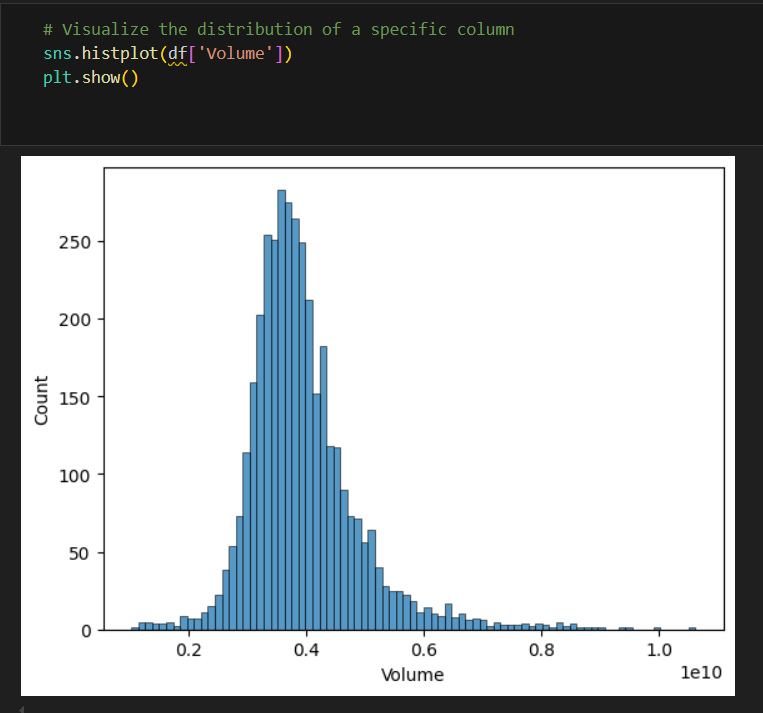 # Visualize the distribution of a specific column
sns.histplot(df['Volume'])
plt.show()
250
200
150
100
50
0
Count
0.2 0.4 0.6 0.8 1.0
1e10
Volume